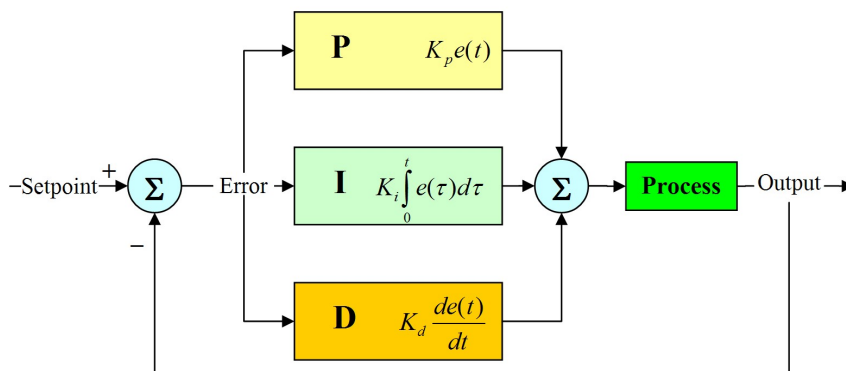 P K_p e(t)
–Setpoint
+
Σ
−
Error
I K_i ∫_0^t e(τ)dτ
Σ
Process
Output
D K_d de(t)/dt